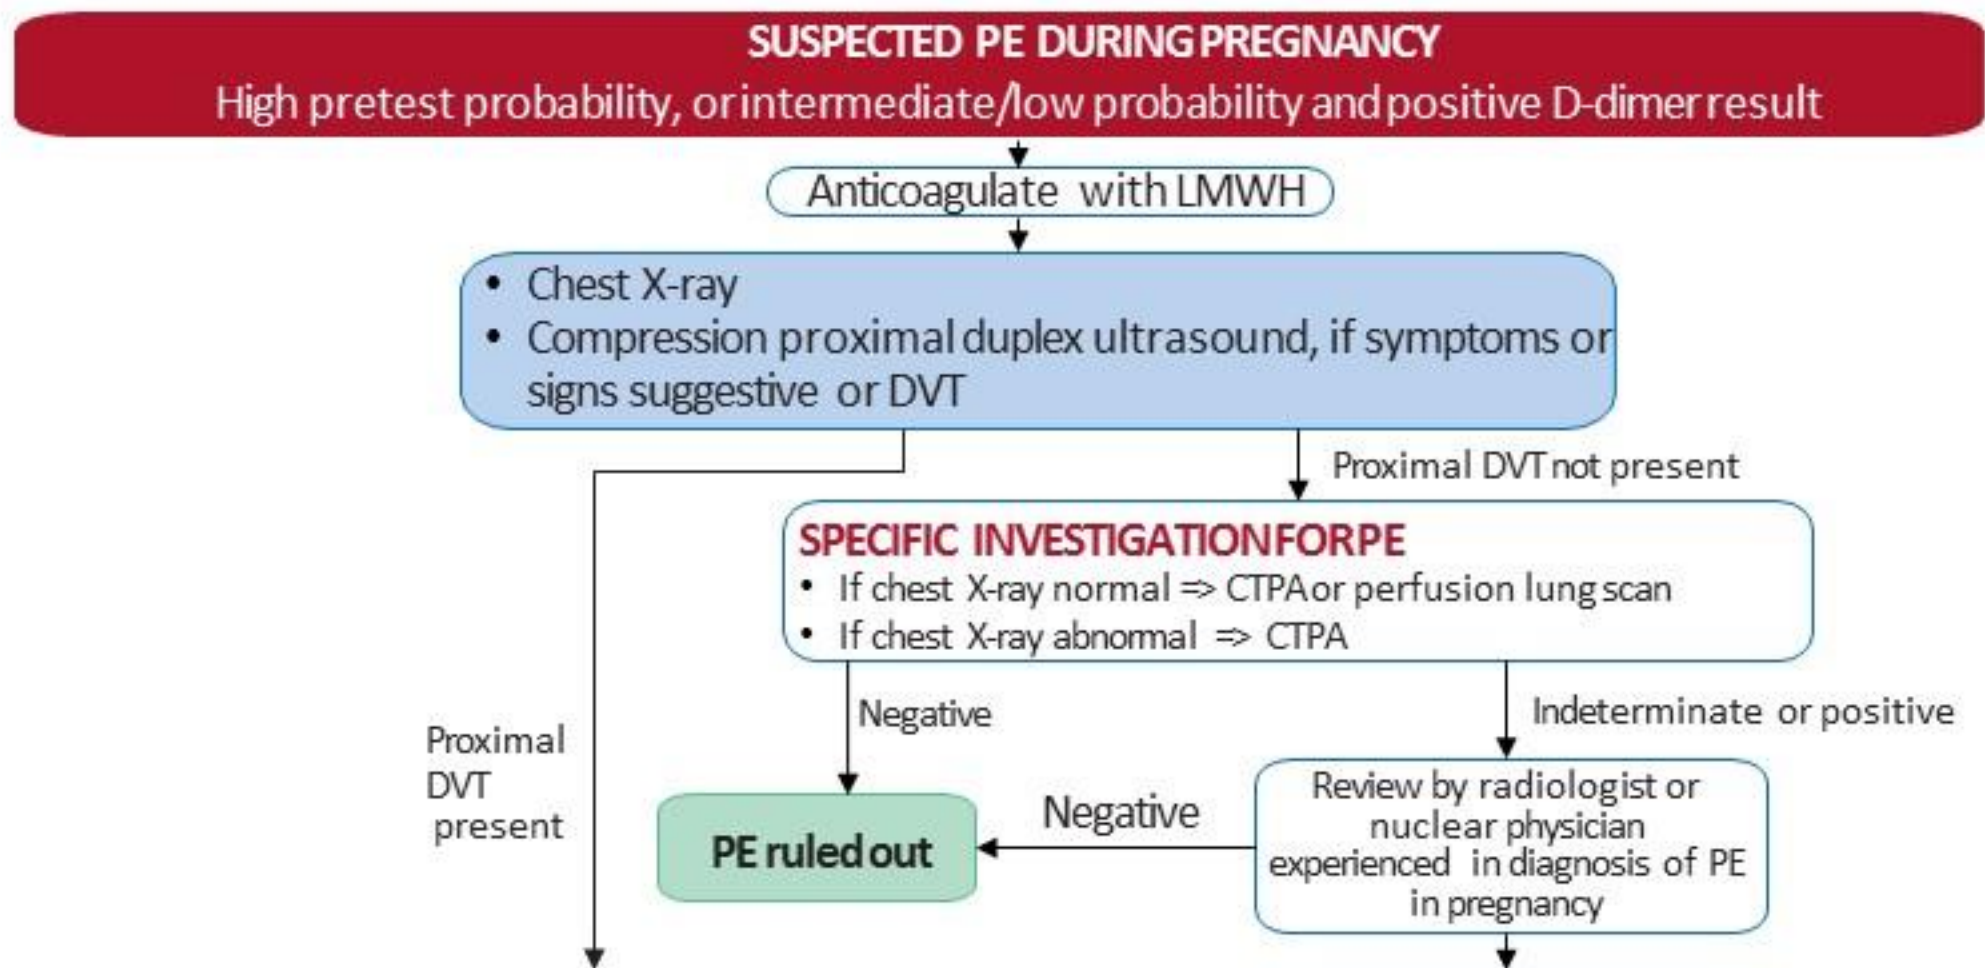 SUSPECTED PE DURING PREGNANCY
High pretest probability, or intermediate/low probability and positive D-dimer result
Anticoagulate with LMWH
• Chest X-ray
• Compression proximal duplex ultrasound, if symptoms or
signs suggestive or DVT
Proximal DVT not present
SPECIFIC INVESTIGATION FOR PE
• If chest X-ray normal => CTPA or perfusion lung scan
• If chest X-ray abnormal => CTPA
Negative
Indeterminate or positive
Proximal
DVT
present
PE ruled out
Negative
Review by radiologist or
nuclear physician
experienced in diagnosis of PE
in pregnancy